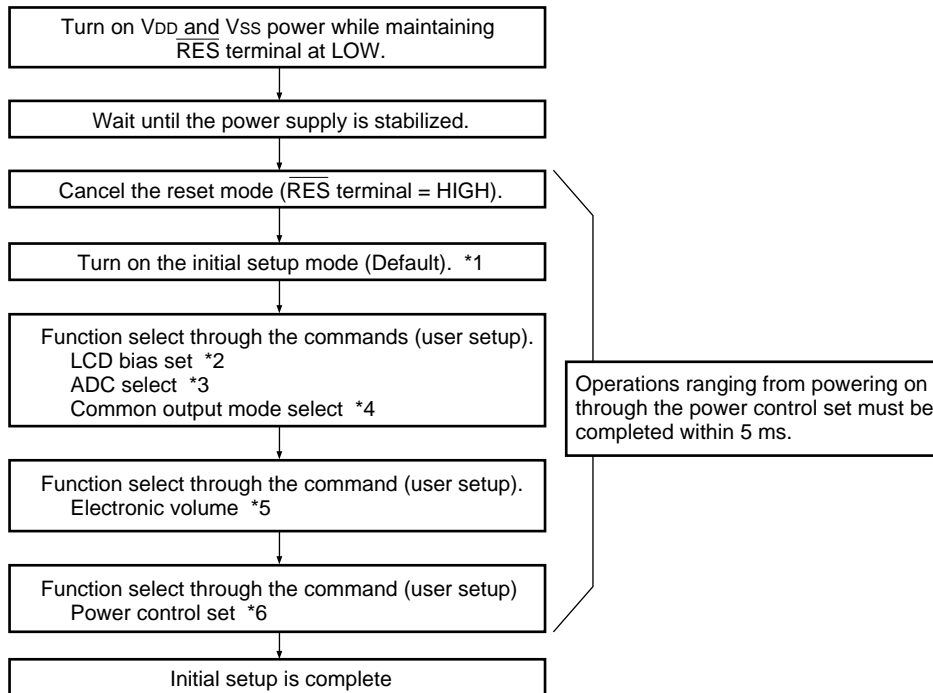 Turn on VDD and VSS power while maintaining
RES terminal at LOW.
Wait until the power supply is stabilized.
Cancel the reset mode (RES terminal = HIGH).
Turn on the initial setup mode (Default). *1
Function select through the commands (user setup).
LCD bias set *2
ADC select *3
Common output mode select *4
Operations ranging from powering on
through the power control set must be
completed within 5 ms.
Function select through the command (user setup).
Electronic volume *5
Function select through the command (user setup)
Power control set *6
Initial setup is complete